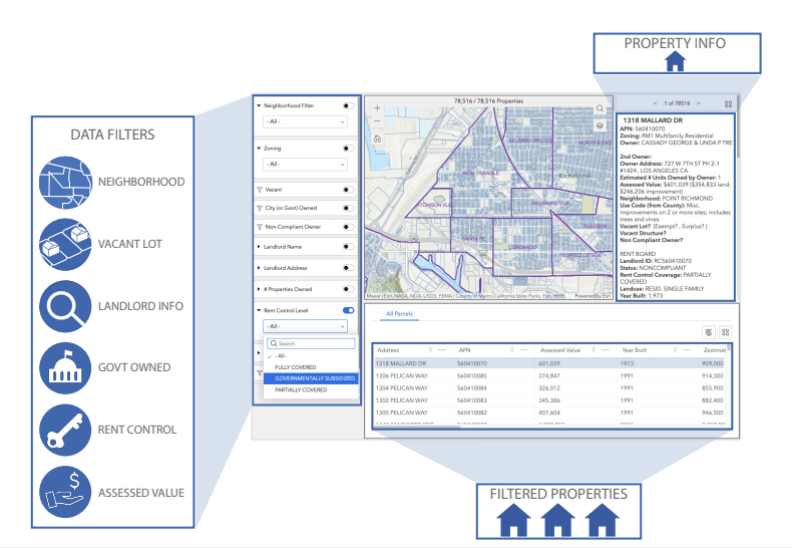 PROPERTY INFO
DATA FILTERS
NEIGHBORHOOD
VACANT LOT
LANDLORD INFO
GOVT OWNED
RENT CONTROL
ASSESSED VALUE
Neighborhood Filter
- All -
Zoning
- All -
Vacant
City (or Govt) Owned
Non-Compliant Owner
Landlord Name
Landlord Address
# Properties Owned
Rent Control Level
- All -
Search
- All -
FULLY COVERED
GOVERNMENTALLY SUBSIDIZED
PARTIALLY COVERED
78,516 / 78,516 Properties
IRON TRIANGLE
Richmond
ATCHISON VILLAGE
SANTA FE
CORONADO
Esri, NASA, NGA, USGS, FEMA | County of Marin, California State Parks, Esri, HERE,
Powered by Esri
1 of 78516
1318 MALLARD DR
APN: 560410070
Zoning: RM1 Multifamily Residential
Owner: CASSADY GEORGE & LINDA P TRE
2nd Owner:
Owner Address: 727 W 7TH ST PH 2-1
#1424 , LOS ANGELES CA
Estimated # Units Owned by Owner: 1
Assessed Value: $601,039 ($354,833 land,
$246,206 improvement)
Neighborhood: POINT RICHMOND
Use Code (from County): Misc.
improvements on 2 or more sites; includes
trees and vines
Vacant Lot? (Exempt? , Surplus? )
Vacant Structure?
Non Compliant Owner?
RENT BOARD
Landlord ID: RC560410070
Status: NONCOMPLIANT
Rent Control Coverage: PARTIALLY
COVERED
Landuse: RESID. SINGLE FAMILY
Year Built: 1,973
All Parcels
Address APN Assessed Value Year Built Zestimat
1318 MALLARD DR 560410070 601,039 1973 909,000
1306 PELICAN WAY 560410085 374,847 1991 914,300
1304 PELICAN WAY 560410084 326,012 1991 855,900
1302 PELICAN WAY 560410083 345,386 1991 882,400
1300 PELICAN WAY 560410082 407,604 1991 946,500
FILTERED PROPERTIES